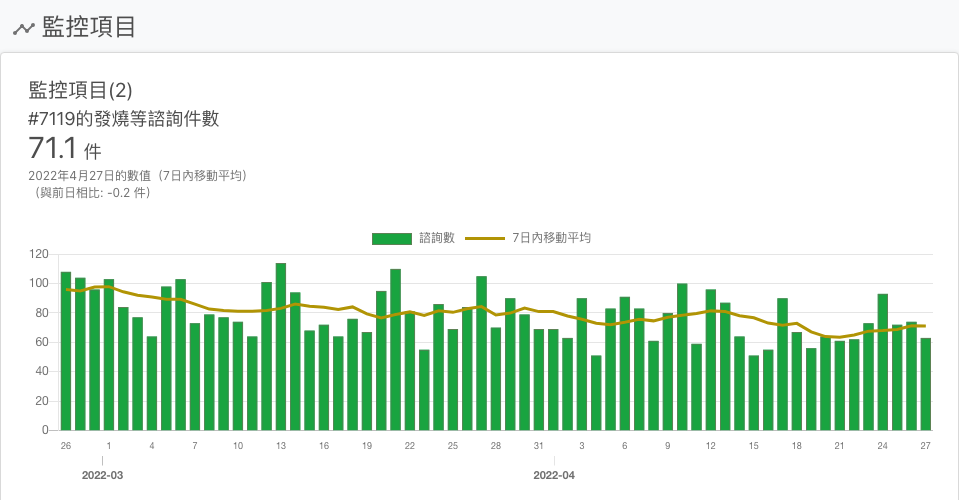 監控項目
監控項目(2)
#7119的發燒等諮詢件數
71.1 件
2022年4月27日的數值（7日內移動平均）
（與前日相比: -0.2 件）
諮詢數 7日內移動平均
120
100
80
60
40
20
0
26 1 4 7 10 13 16 19 22 25 28 31 3 6 9 12 15 18 21 24 27
2022-03 2022-04